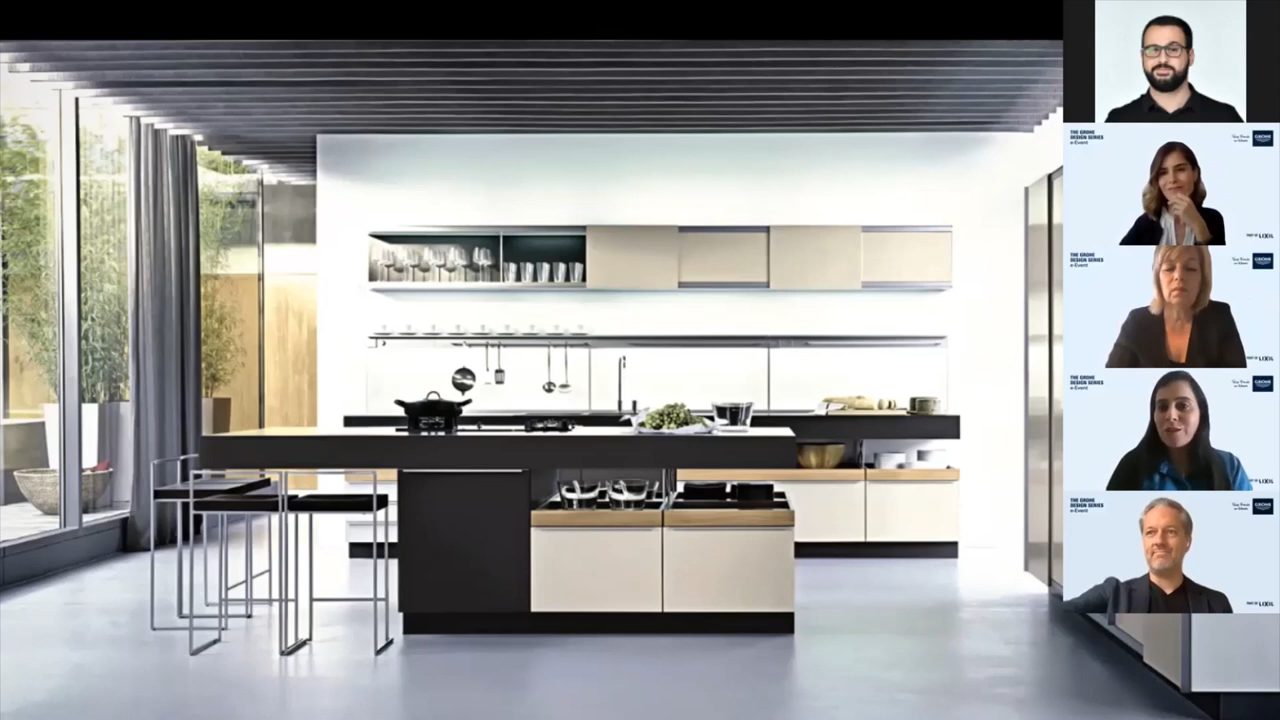 THE GROHE
DESIGN SERIES
e-Event
GROHE
PART OF LIXIL
THE GROHE
DESIGN SERIES
e-Event
GROHE
PART OF LIXIL
THE GROHE
DESIGN SERIES
e-Event
GROHE
PART OF LIXIL
THE GROHE
DESIGN SERIES
e-Event
GROHE
PART OF LIXIL